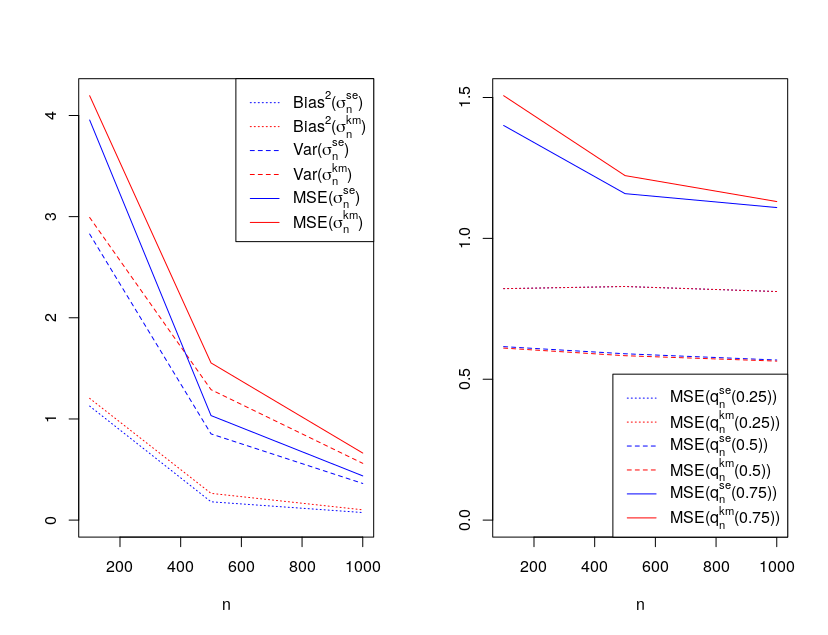 0 1 2 3 4
200 400 600 800 1000
n
Bias²(σₙˢᵉ)
Bias²(σₙᵏᵐ)
Var(σₙˢᵉ)
Var(σₙᵏᵐ)
MSE(σₙˢᵉ)
MSE(σₙᵏᵐ)
0.0 0.5 1.0 1.5
200 400 600 800 1000
n
MSE(qₙˢᵉ(0.25))
MSE(qₙᵏᵐ(0.25))
MSE(qₙˢᵉ(0.5))
MSE(qₙᵏᵐ(0.5))
MSE(qₙˢᵉ(0.75))
MSE(qₙᵏᵐ(0.75))